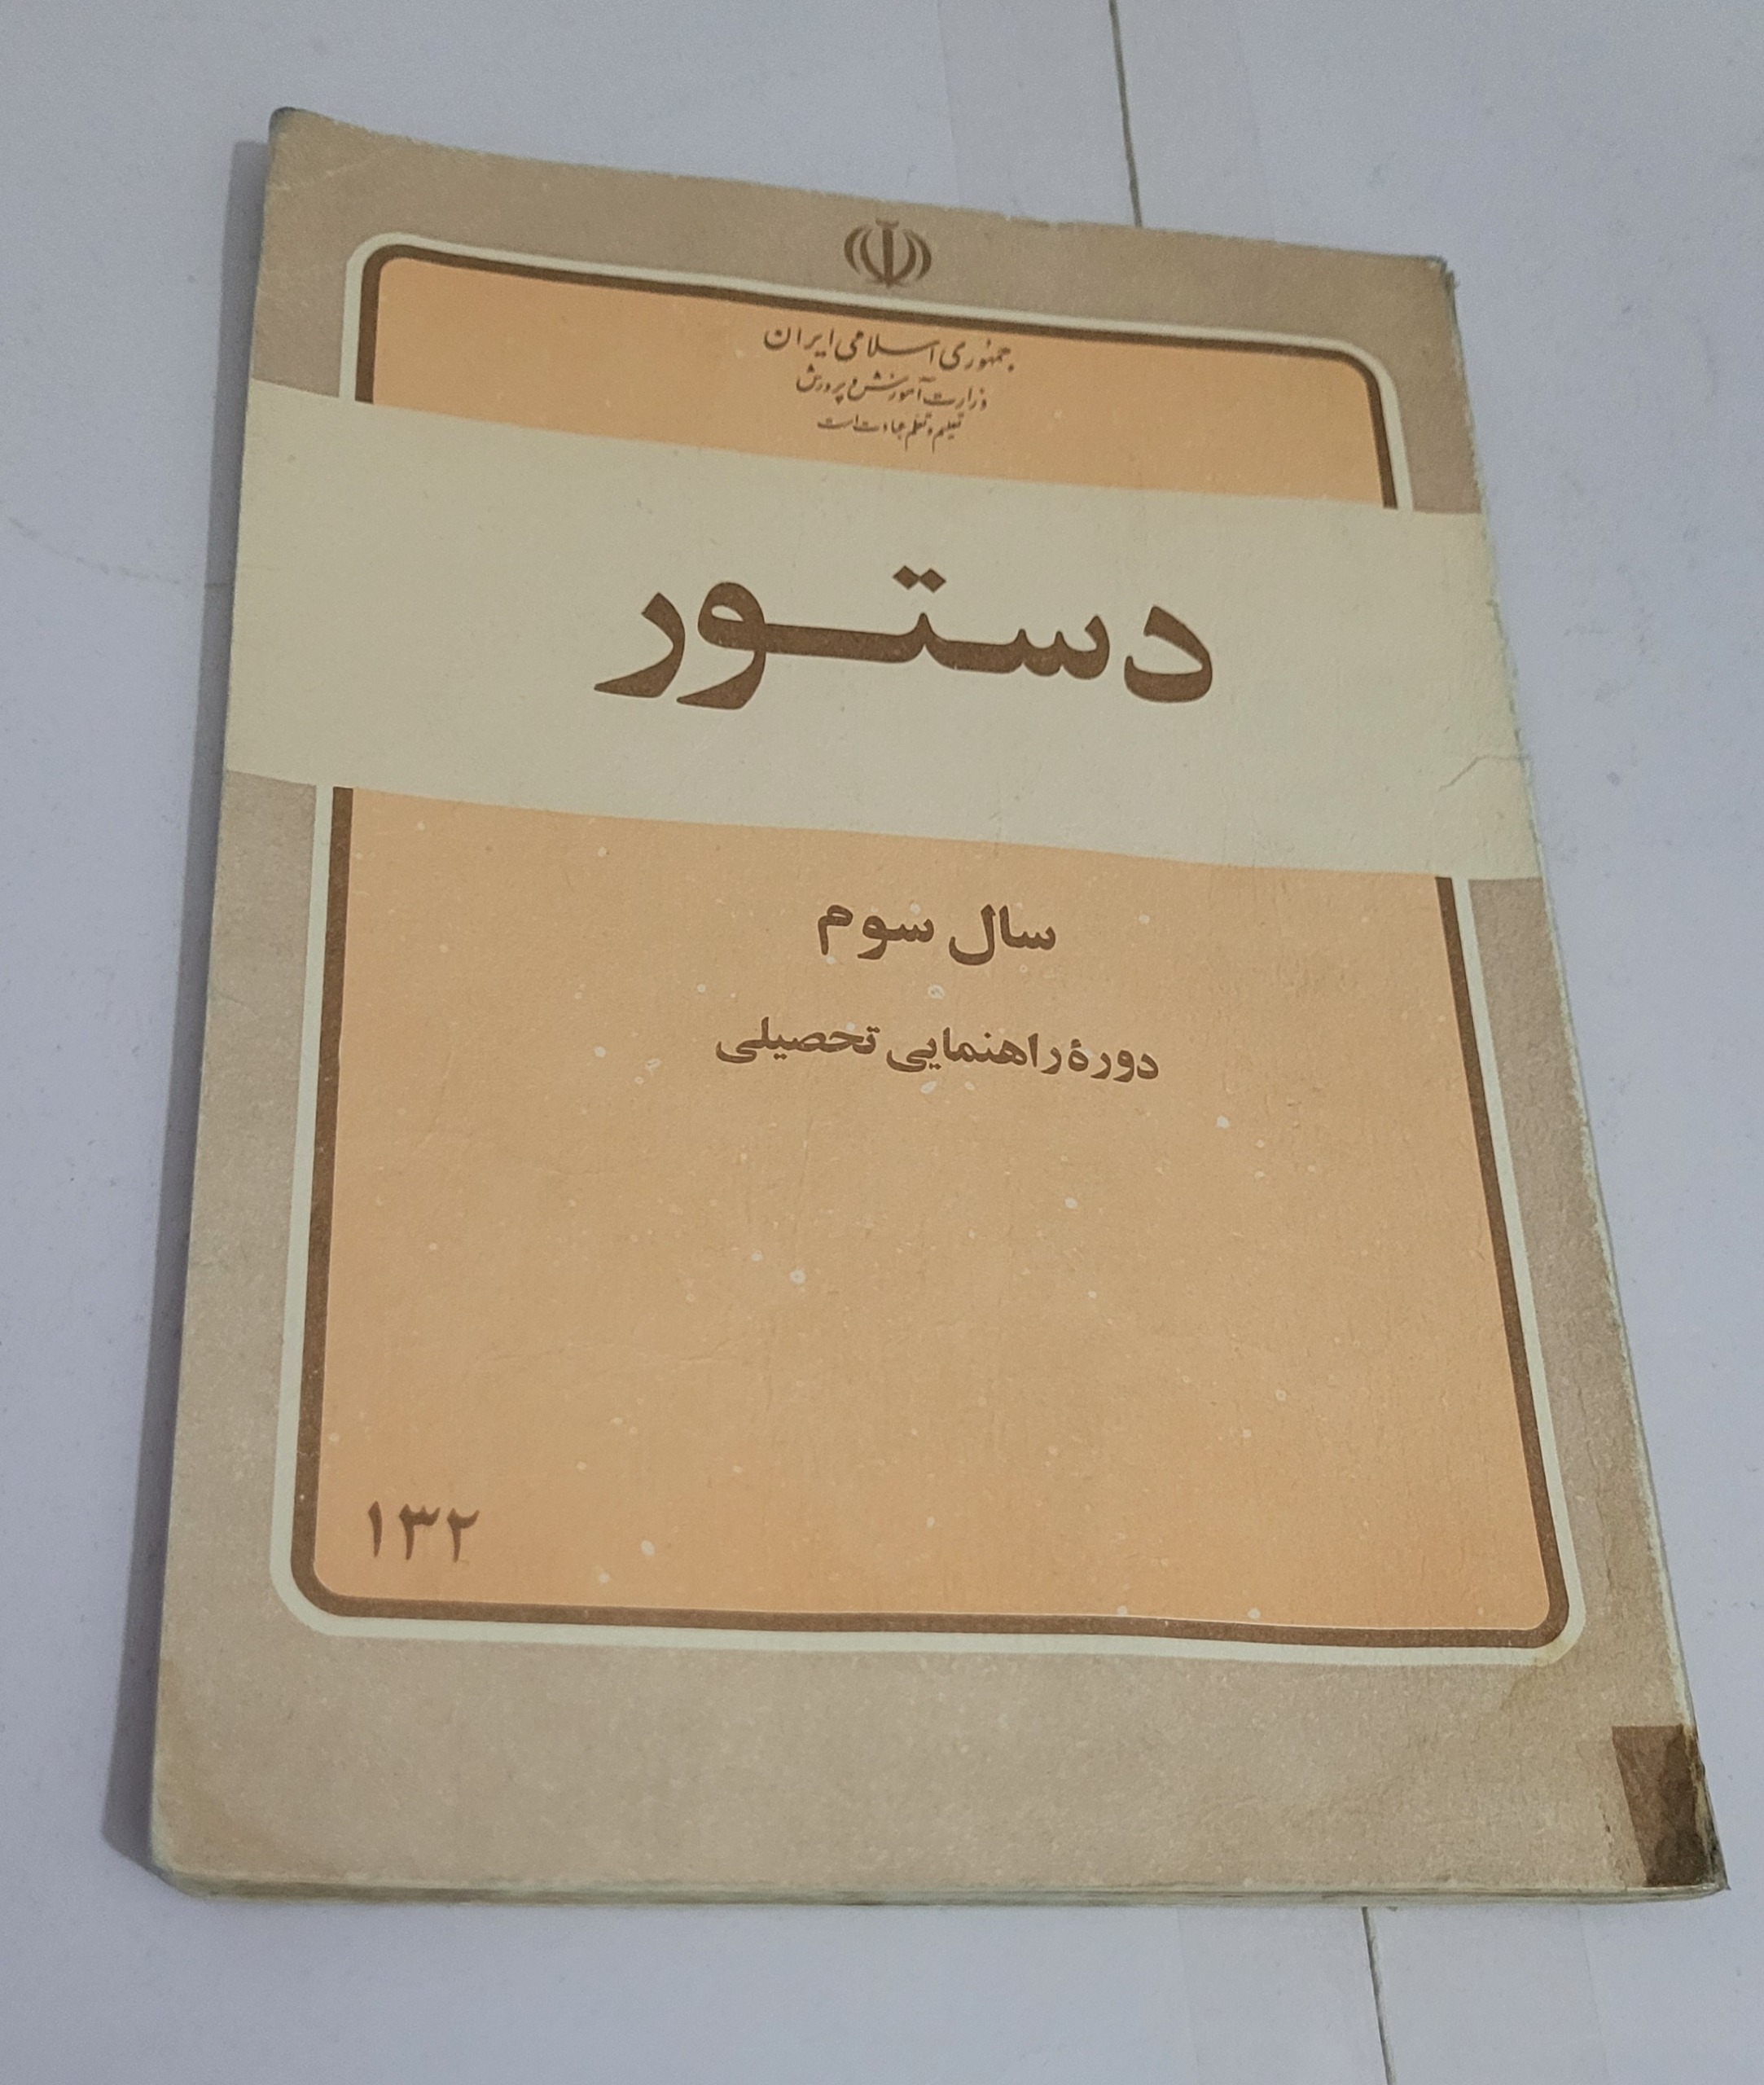 جمهوری اسلامی ایران
وزارت آموزش و پرورش
تعلیم و تعلم عبادت است
دستور
سال سوم
دورهٔ راهنمایی تحصیلی
۱۳۲